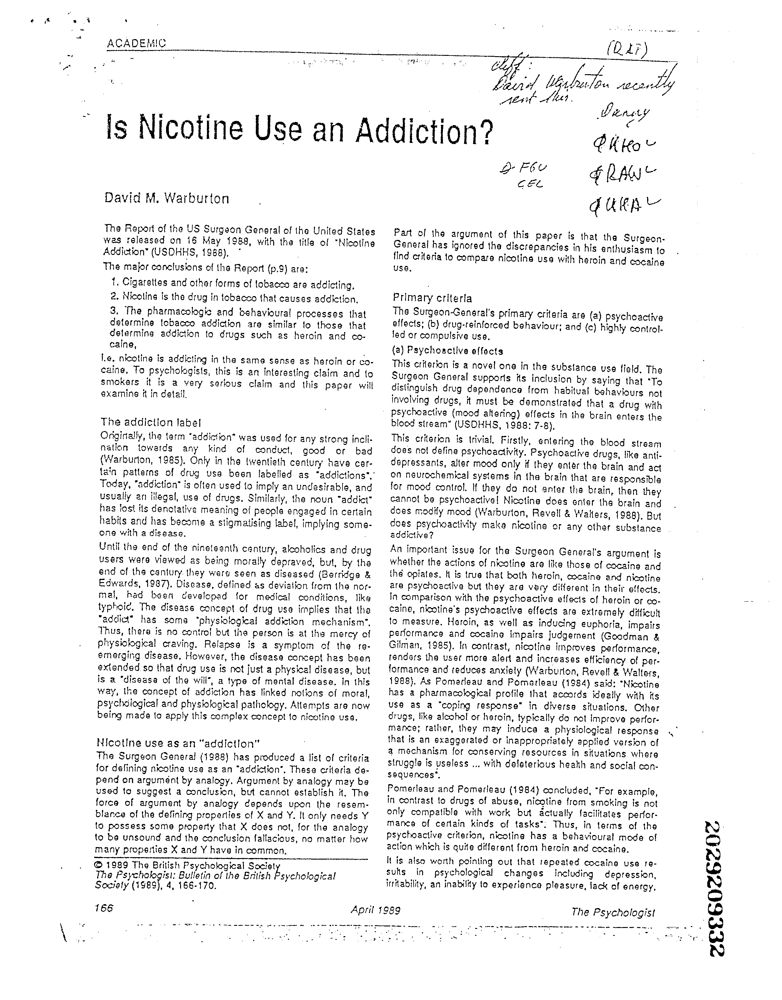 ACADEMIC
(DLT)
Cliff:
David Warburton recently
sent this.
Danny
Is Nicotine Use an Addiction?
CEL
David M. Warburton
The Report of the US Surgeon General of the United States
was released on 16 May 1988, with the title of "Nicotine
Addiction" (USDHHS, 1988).
The major conclusions of the Report (p.9) are:
1. Cigarettes and other forms of tobacco are addicting.
2. Nicotine is the drug in tobacco that causes addiction.
3. The pharmacologic and behavioural processes that
determine tobacco addiction are similar to those that
determine addiction to drugs such as heroin and co-
caine,
i.e. nicotine is addicting in the same sense as heroin or co-
caine. To psychologists, this is an interesting claim and to
smokers it is a very serious claim and this paper will
examine it in detail.
The addiction label
Originally, the term "addiction" was used for any strong incli-
nation towards any kind of conduct, good or bad
(Warburton, 1985). Only in the twentieth century have cer-
tain patterns of drug use been labelled as "addictions".
Today, "addiction" is often used to imply an undesirable, and
usually an illegal, use of drugs. Similarly, the noun "addict"
has lost its denotative meaning of people engaged in certain
habits and has become a stigmatising label, implying some-
one with a disease.
Until the end of the nineteenth century, alcoholics and drug
users were viewed as being morally depraved, but, by the
end of the century they were seen as diseased (Berridge &
Edwards, 1987). Disease, defined as deviation from the nor-
mal, had been developed for medical conditions, like
typhoid. The disease concept of drug use implies that the
"addict" has some "physiological addiction mechanism".
Thus, there is no control but the person is at the mercy of
physiological craving. Relapse is a symptom of the re-
emerging disease. However, the disease concept has been
extended so that drug use is not just a physical disease, but
is a "disease of the will", a type of mental disease. In this
way, the concept of addiction has linked notions of moral,
psychological and physiological pathology. Attempts are now
being made to apply this complex concept to nicotine use.
Nicotine use as an "addiction"
The Surgeon General (1988) has produced a list of criteria
for defining nicotine use as an "addiction". These criteria de-
pend on argument by analogy. Argument by analogy may be
used to suggest a conclusion, but cannot establish it. The
force of argument by analogy depends upon the resem-
blance of the defining properties of X and Y. It only needs Y
to possess some property that X does not, for the analogy
to be unsound and the conclusion fallacious, no matter how
many properties X and Y have in common.
© 1989 The British Psychological Society
The Psychologist: Bulletin of the British Psychological
Society (1989), 4, 166-170.
Part of the argument of this paper is that the Surgeon-
General has ignored the discrepancies in his enthusiasm to
find criteria to compare nicotine use with heroin and cocaine
use.
Primary criteria
The Surgeon-General's primary criteria are (a) psychoactive
effects; (b) drug-reinforced behaviour; and (c) highly control-
led or compulsive use.
(a) Psychoactive effects
This criterion is a novel one in the substance use field. The
Surgeon General supports its inclusion by saying that "To
distinguish drug dependence from habitual behaviours not
involving drugs, it must be demonstrated that a drug with
psychoactive (mood altering) effects in the brain enters the
blood stream" (USDHHS, 1988: 7-8).
This criterion is trivial. Firstly, entering the blood stream
does not define psychoactivity. Psychoactive drugs, like anti-
depressants, alter mood only if they enter the brain and act
on neurochemical systems in the brain that are responsible
for mood control. If they do not enter the brain, then they
cannot be psychoactive! Nicotine does enter the brain and
does modify mood (Warburton, Revell & Walters, 1988). But
does psychoactivity make nicotine or any other substance
addictive?
An important issue for the Surgeon General's argument is
whether the actions of nicotine are like those of cocaine and
the opiates. It is true that both heroin, cocaine and nicotine
are psychoactive but they are very different in their effects.
In comparison with the psychoactive effects of heroin or co-
caine, nicotine's psychoactive effects are extremely difficult
to measure. Heroin, as well as inducing euphoria, impairs
performance and cocaine impairs judgement (Goodman &
Gilman, 1985). In contrast, nicotine improves performance,
renders the user more alert and increases efficiency of per-
formance and reduces anxiety (Warburton, Revell & Walters,
1988). As Pomerleau and Pomerleau (1984) said: "Nicotine
has a pharmacological profile that accords ideally with its
use as a "coping response" in diverse situations. Other
drugs, like alcohol or heroin, typically do not improve perfor-
mance; rather, they may induce a physiological response
that is an exaggerated or inappropriately applied version of
a mechanism for conserving resources in situations where
struggle is useless ... with deleterious health and social con-
sequences".
Pomerleau and Pomerleau (1984) concluded, "For example,
in contrast to drugs of abuse, nicotine from smoking is not
only compatible with work but actually facilitates perfor-
mance of certain kinds of tasks". Thus, in terms of the
psychoactive criterion, nicotine has a behavioural mode of
action which is quite different from heroin and cocaine.
It is also worth pointing out that repeated cocaine use re-
sults in psychological changes including depression,
irritability, an inability to experience pleasure, lack of energy,
166
April 1989
The Psychologist
2029209332